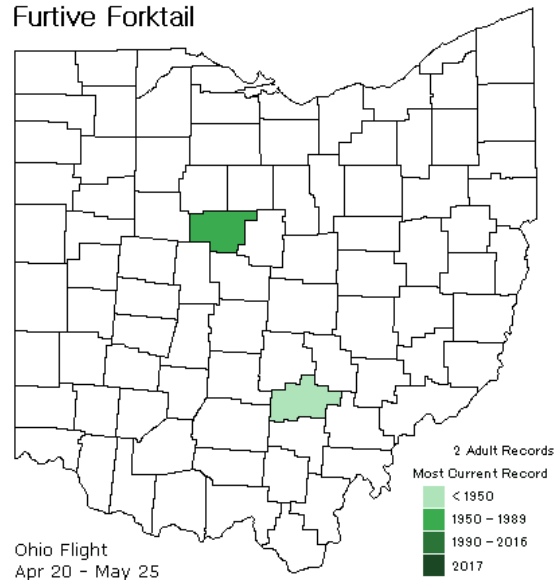 Furtive Forktail
2 Adult Records
Most Current Record
< 1950
1950 - 1989
1990 - 2016
2017
Ohio Flight
Apr 20 - May 25